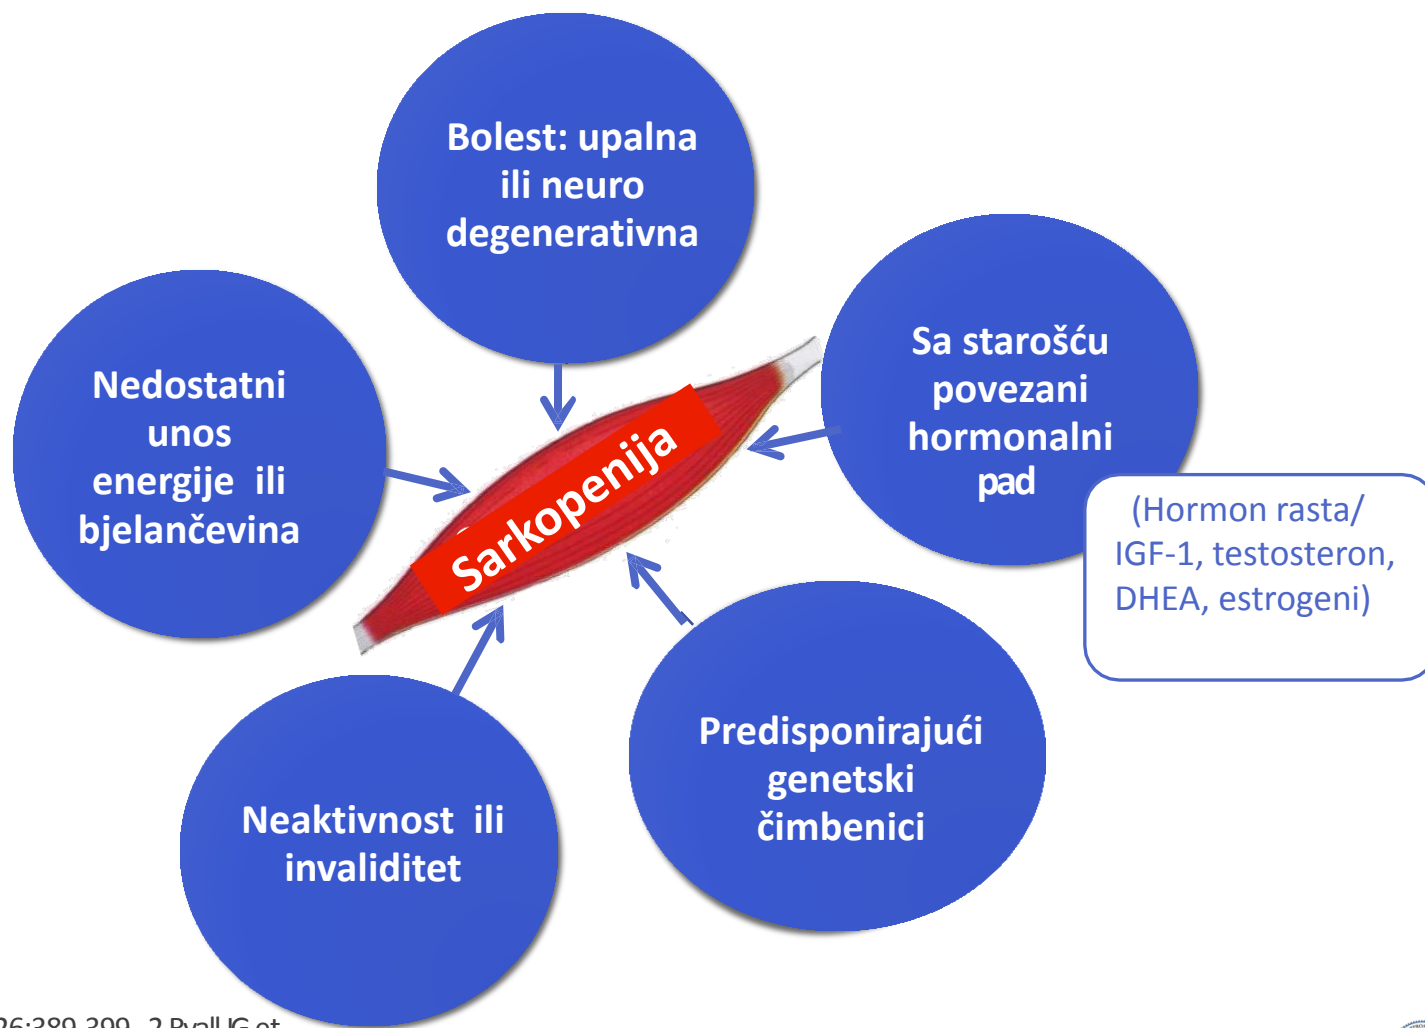 Bolest: upalna
ili neuro
degenerativna
Sa starošću
povezani
hormonalni
pad
(Hormon rasta/
IGF-1, testosteron,
DHEA, estrogeni)
Nedostatni
unos
energije ili
bjelančevina
Sarkopenija
Predisponirajući
genetski
čimbenici
Neaktivnost ili
invaliditet